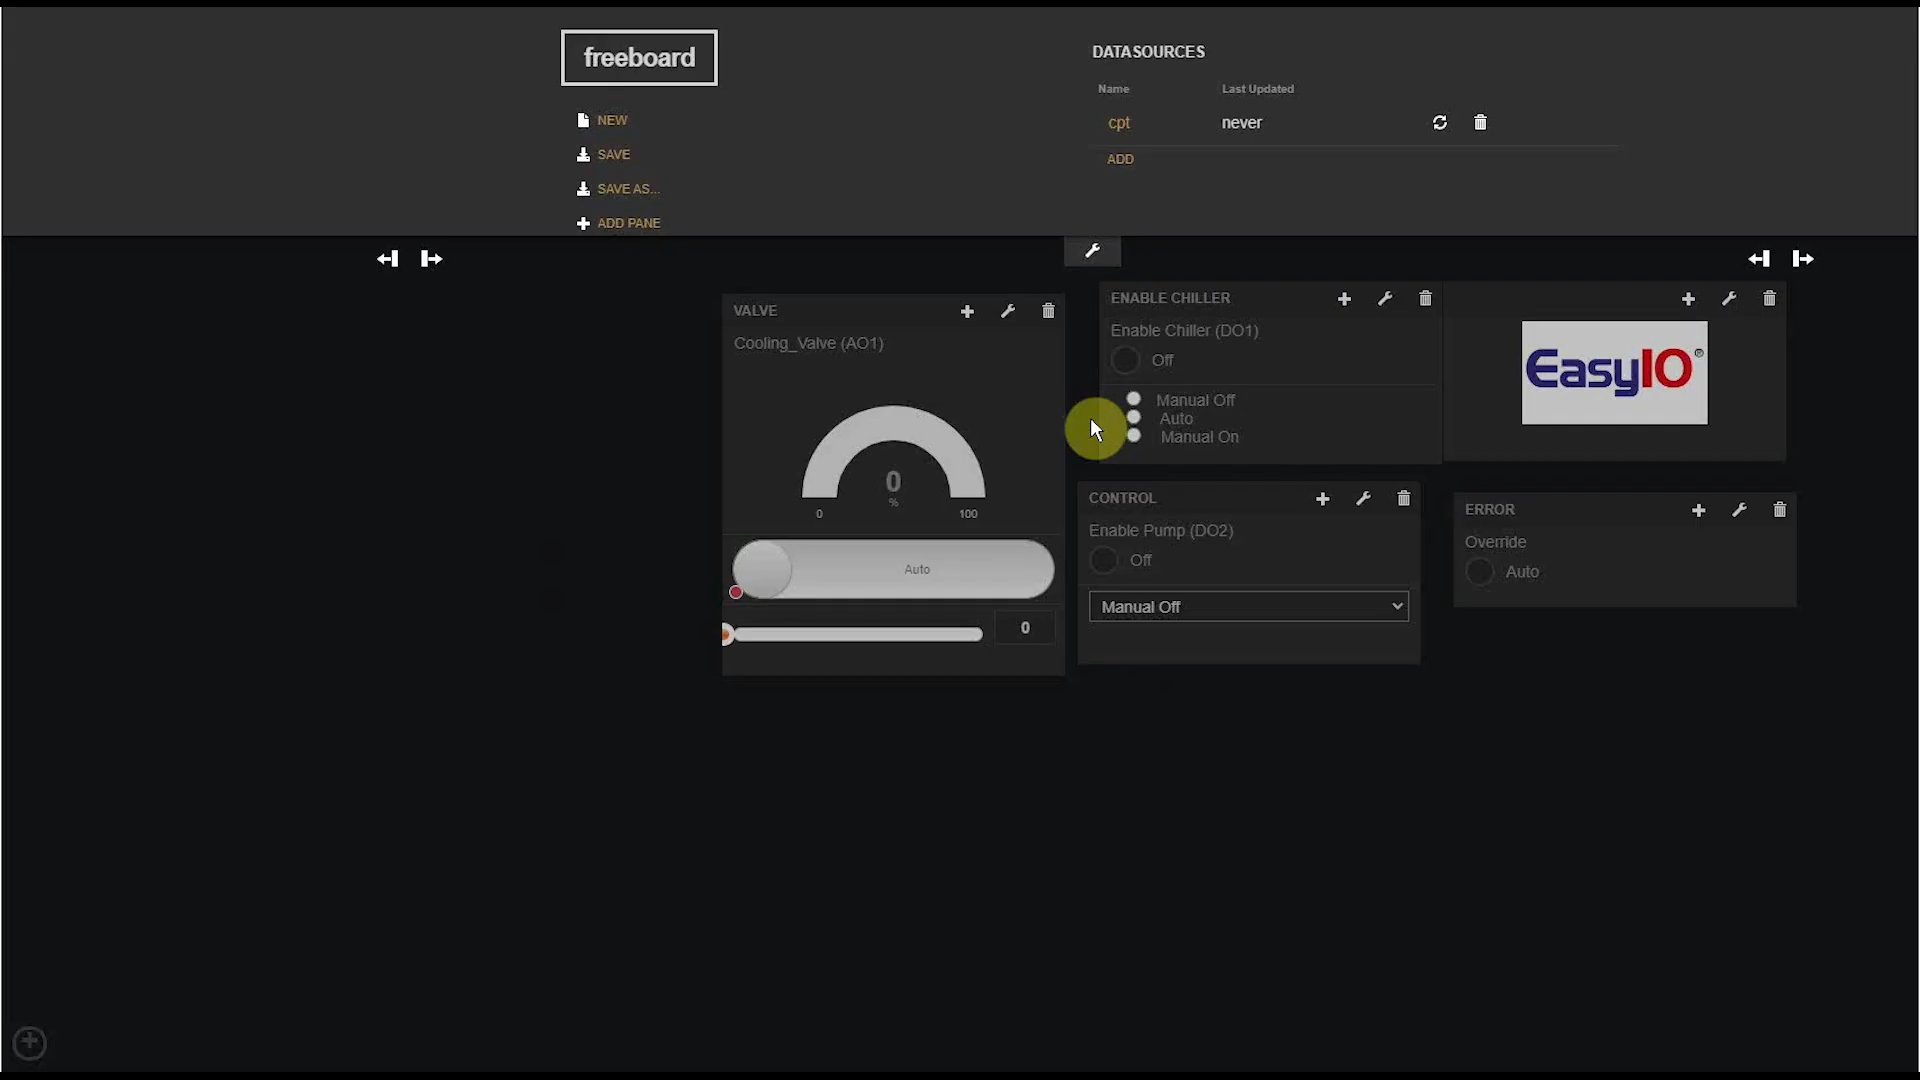 freeboard
NEW
SAVE
SAVE AS...
ADD PANE
DATASOURCES
Name Last Updated
cpt never
ADD
VALVE
Cooling_Valve (AO1)
0
%
0 100
Auto
0
ENABLE CHILLER
Enable Chiller (DO1)
Off
Manual Off
Auto
Manual On
EasyIO®
CONTROL
Enable Pump (DO2)
Off
Manual Off
ERROR
Override
Auto